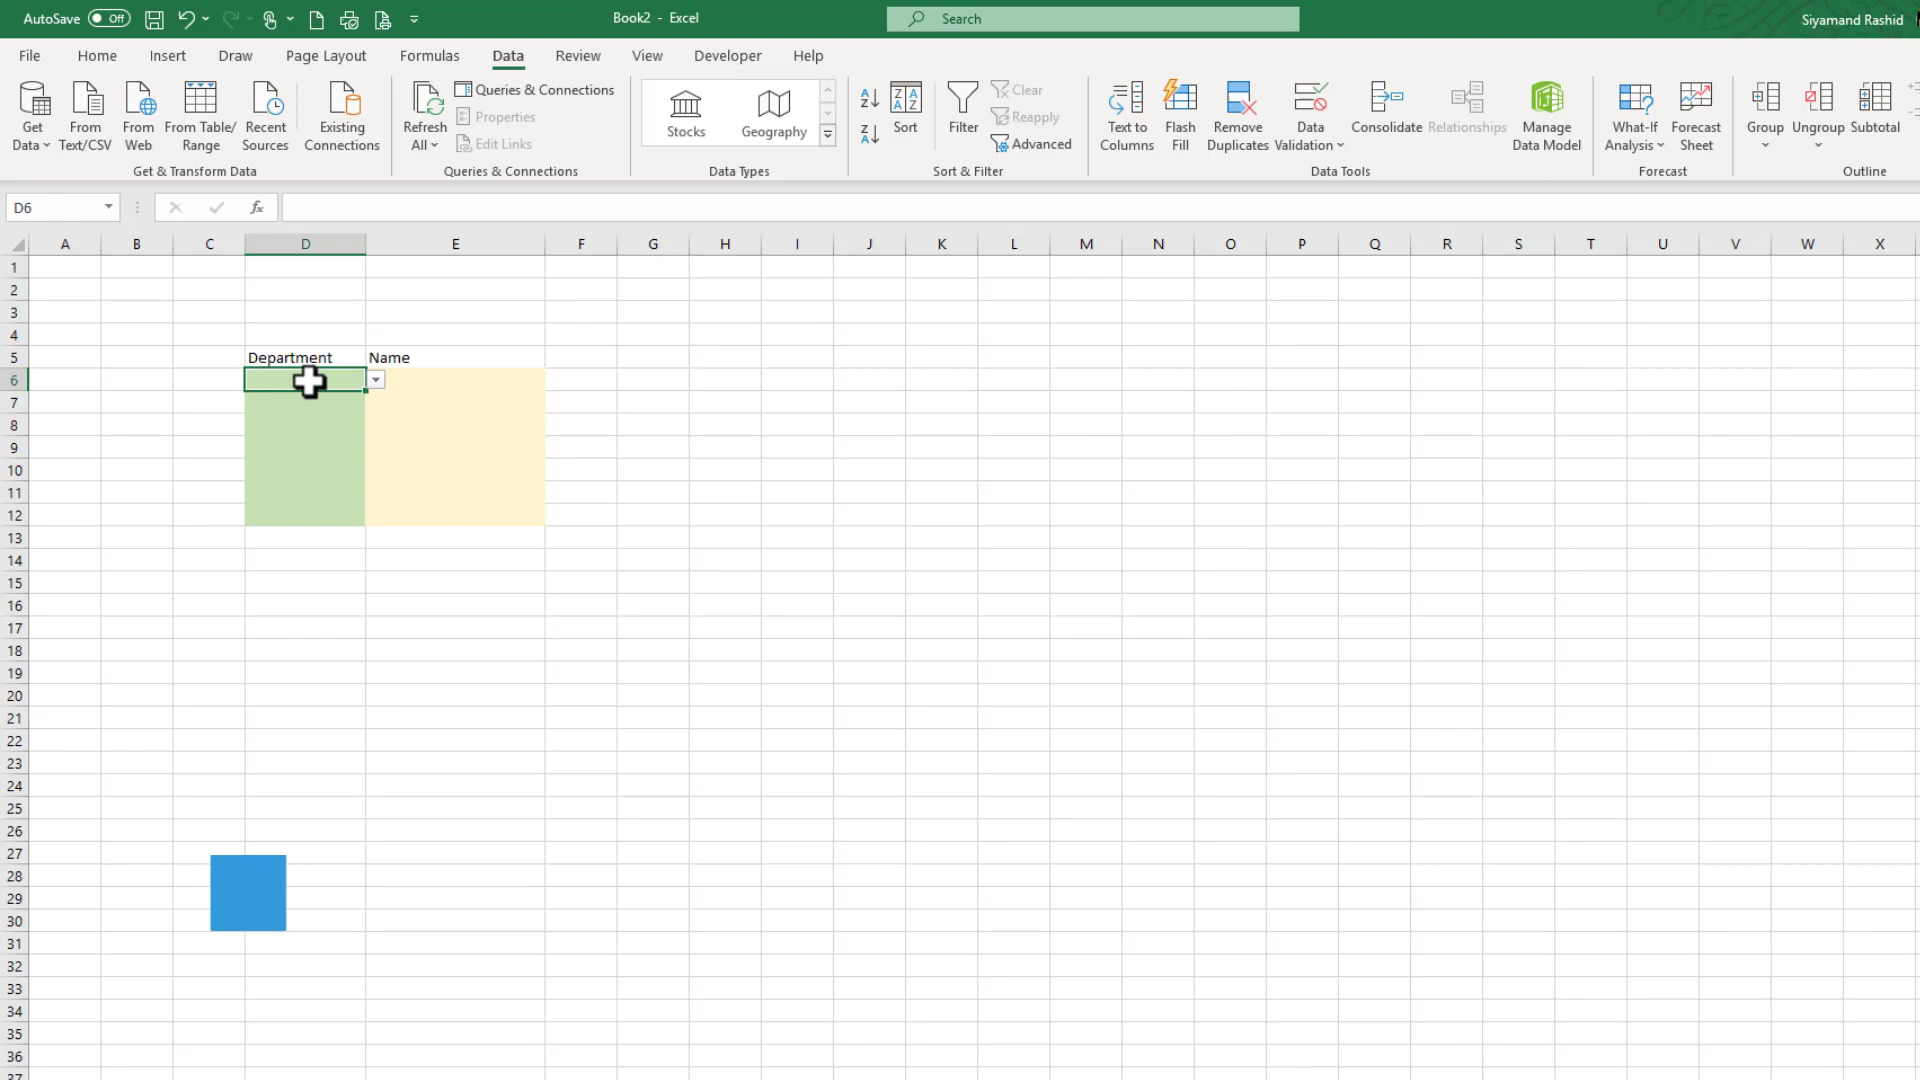 AutoSave Off
Book2 - Excel
Search
Siyamand Rashid
File Home Insert Draw Page Layout Formulas Data Review View Developer Help
Get Data
From Text/CSV
From Web
From Table/ Range
Recent Sources
Existing Connections
Get & Transform Data
Refresh All
Queries & Connections
Properties
Edit Links
Queries & Connections
Stocks
Geography
Data Types
Sort
Filter
Clear
Reapply
Advanced
Sort & Filter
Text to Columns
Flash Fill
Remove Duplicates
Data Validation
Consolidate
Relationships
Manage Data Model
Data Tools
What-If Analysis
Forecast Sheet
Forecast
Group
Ungroup
Subtotal
Outline
D6
fx
A B C D E F G H I J K L M N O P Q R S T U V W X
1
2
3
4
5 Department Name
6
7
8
9
10
11
12
13
14
15
16
17
18
19
20
21
22
23
24
25
26
27
28
29
30
31
32
33
34
35
36
37